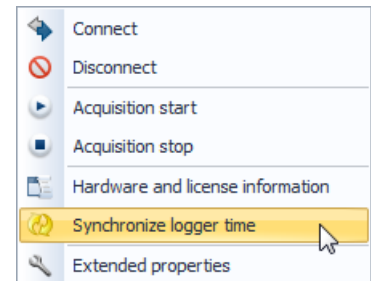 Connect
Disconnect
Acquisition start
Acquisition stop
Hardware and license information
Synchronize logger time
Extended properties